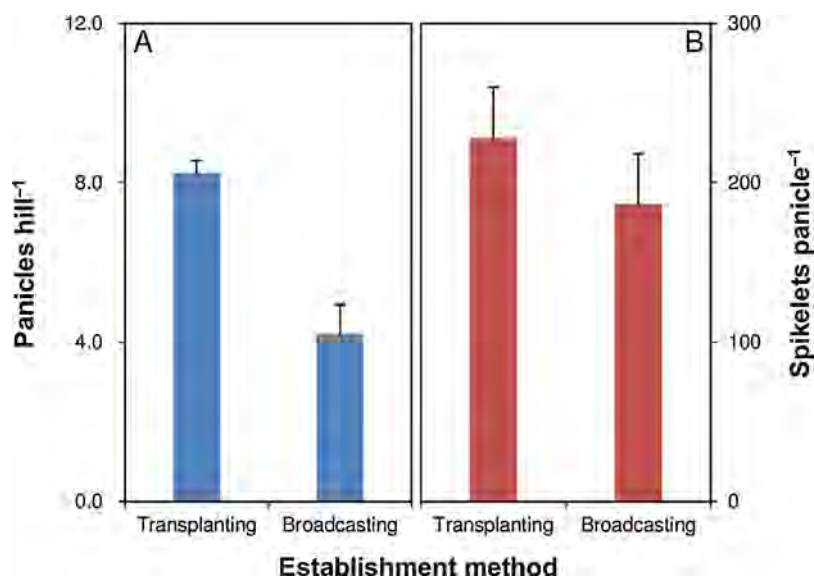 12.0
8.0
4.0
0.0
Panicles hill⁻¹
A
B
300
200
100
0
Spikelets panicle⁻¹
Transplanting Broadcasting Transplanting Broadcasting
Establishment method